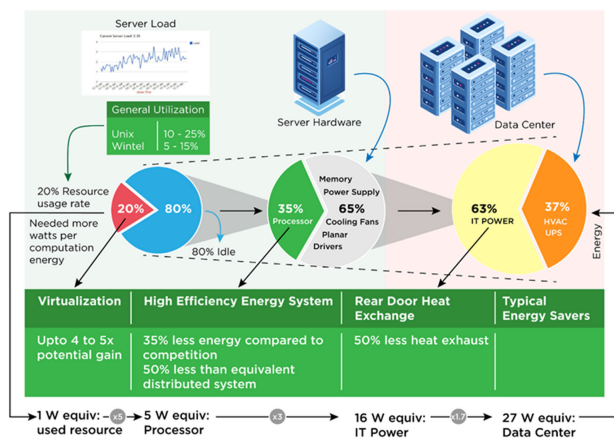 Server Load
Current Server Load: 2.35
General Utilization
Unix 10 - 25%
Wintel 5 - 15%
Server Hardware
Data Center
20% Resource
usage rate
Needed more
watts per
computation
energy
20%
80%
80% Idle
35%
Processor
Memory
Power Supply
65%
Cooling Fans
Planar
Drivers
63%
IT POWER
37%
HVAC
UPS
Energy
Virtualization
High Efficiency Energy System
Rear Door Heat
Exchange
Typical
Energy Savers
Upto 4 to 5x
potential gain
35% less energy compared to
competition
50% less than equivalent
distributed system
50% less heat exhaust
1 W equiv:
used resource
x5
5 W equiv:
Processor
x3
16 W equiv:
IT Power
x1.7
27 W equiv:
Data Center